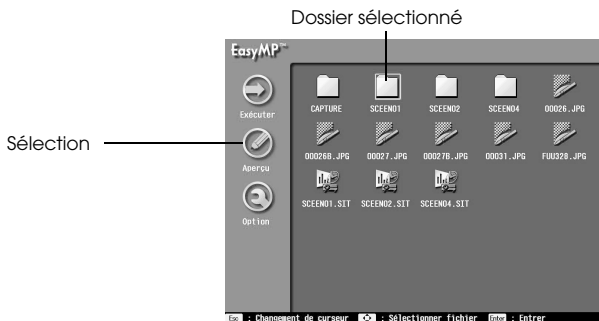 Dossier sélectionné
EasyMP™
CAPTURE SCEEN01 SCEEN02 SCEEN04 00026.JPG
Exécuter
00026B.JPG 00027.JPG 00027B.JPG 00031.JPG FUU328.JPG
Sélection
Aperçu
SCEEN01.SIT SCEEN02.SIT SCEEN04.SIT
Option
Esc : Changement de curseur : Sélectionner fichier Enter : Entrer